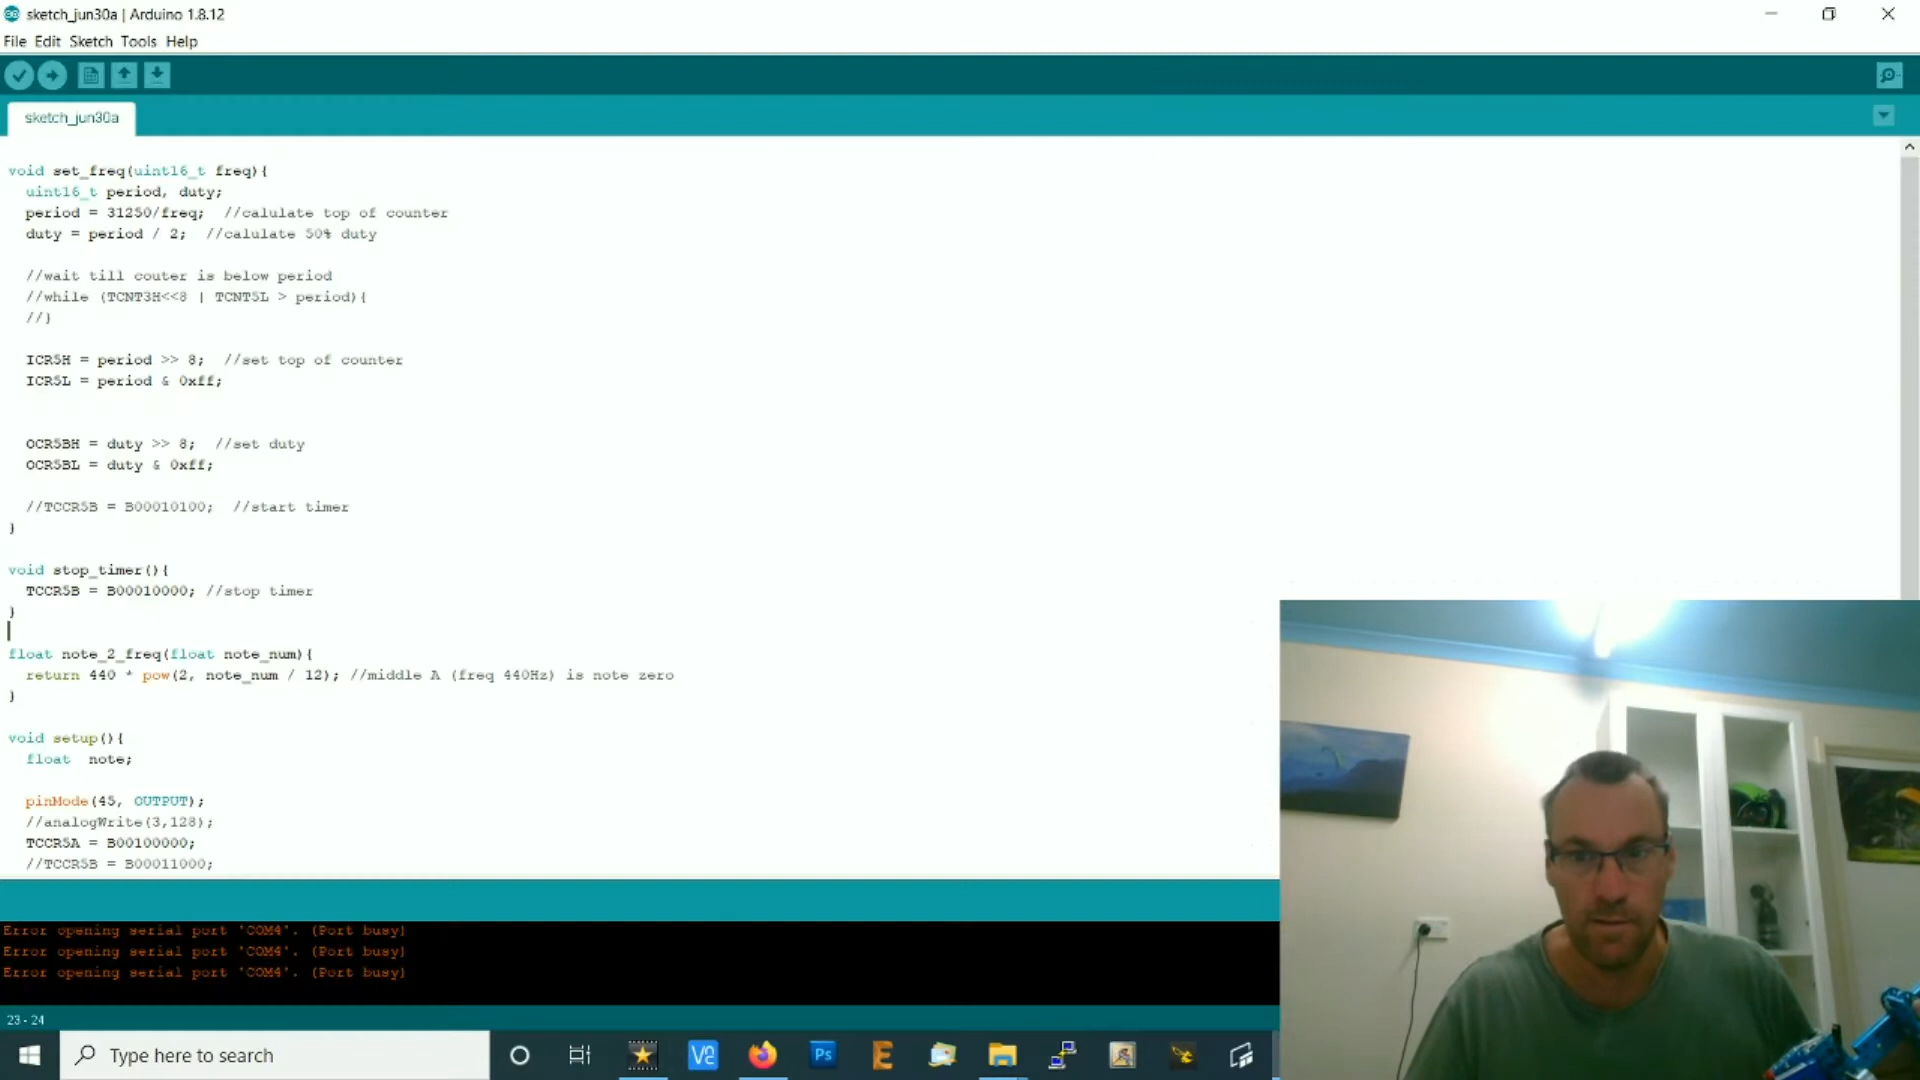 sketch_jun30a | Arduino 1.8.12
File Edit Sketch Tools Help
sketch_jun30a
void set_freq(uint16_t freq){
uint16_t period, duty;
period = 31250/freq; //calulate top of counter
duty = period / 2; //calulate 50% duty
//wait till couter is below period
//while (TCNT3H<<8 | TCNT5L > period){
//}
ICR5H = period >> 8; //set top of counter
ICR5L = period & 0xff;
OCR5BH = duty >> 8; //set duty
OCR5BL = duty & 0xff;
//TCCR5B = B00010100; //start timer
}
void stop_timer(){
TCCR5B = B00010000; //stop timer
}
float note_2_freq(float note_num){
return 440 * pow(2, note_num / 12); //middle A (freq 440Hz) is note zero
}
void setup(){
float note;
pinMode(45, OUTPUT);
//analogWrite(3,128);
TCCR5A = B00100000;
//TCCR5B = B00011000;
Error opening serial port 'COM4'. (Port busy)
Error opening serial port 'COM4'. (Port busy)
Error opening serial port 'COM4'. (Port busy)
23 - 24
Type here to search
Ps